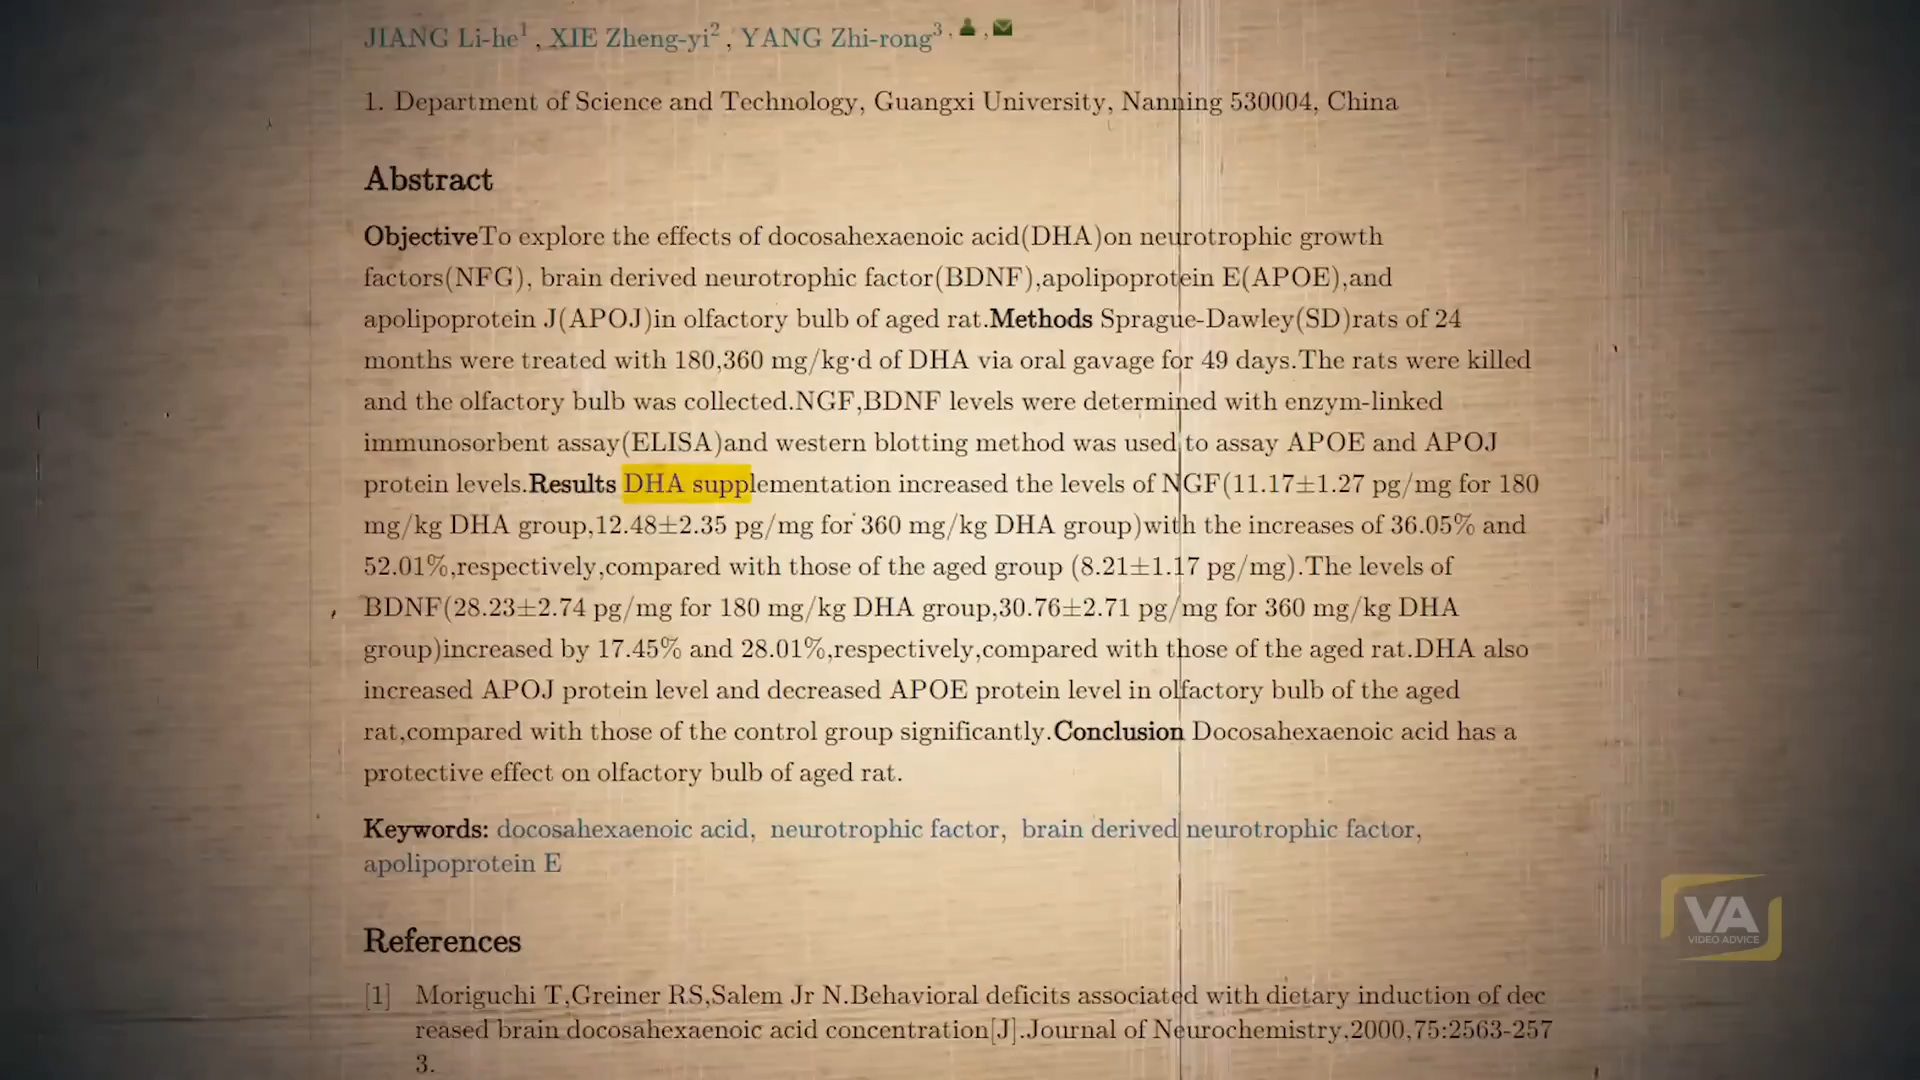 JIANG Li-he1 , XIE Zheng-yi2 , YANG Zhi-rong3 , ,
1. Department of Science and Technology, Guangxi University, Nanning 530004, China
Abstract
ObjectiveTo explore the effects of docosahexaenoic acid(DHA)on neurotrophic growth
factors(NFG), brain derived neurotrophic factor(BDNF),apolipoprotein E(APOE),and
apolipoprotein J(APOJ)in olfactory bulb of aged rat.Methods Sprague-Dawley(SD)rats of 24
months were treated with 180,360 mg/kg·d of DHA via oral gavage for 49 days.The rats were killed
and the olfactory bulb was collected.NGF,BDNF levels were determined with enzym-linked
immunosorbent assay(ELISA)and western blotting method was used to assay APOE and APOJ
protein levels.Results DHA supplementation increased the levels of NGF(11.17±1.27 pg/mg for 180
mg/kg DHA group,12.48±2.35 pg/mg for 360 mg/kg DHA group)with the increases of 36.05% and
52.01%,respectively,compared with those of the aged group (8.21±1.17 pg/mg).The levels of
BDNF(28.23±2.74 pg/mg for 180 mg/kg DHA group,30.76±2.71 pg/mg for 360 mg/kg DHA
group)increased by 17.45% and 28.01%,respectively,compared with those of the aged rat.DHA also
increased APOJ protein level and decreased APOE protein level in olfactory bulb of the aged
rat,compared with those of the control group significantly.Conclusion Docosahexaenoic acid has a
protective effect on olfactory bulb of aged rat.
Keywords: docosahexaenoic acid, neurotrophic factor, brain derived neurotrophic factor,
apolipoprotein E
References
[1] Moriguchi T,Greiner RS,Salem Jr N.Behavioral deficits associated with dietary induction of dec
reased brain docosahexaenoic acid concentration[J].Journal of Neurochemistry,2000,75:2563-257
3.
VA
VIDEO ADVICE